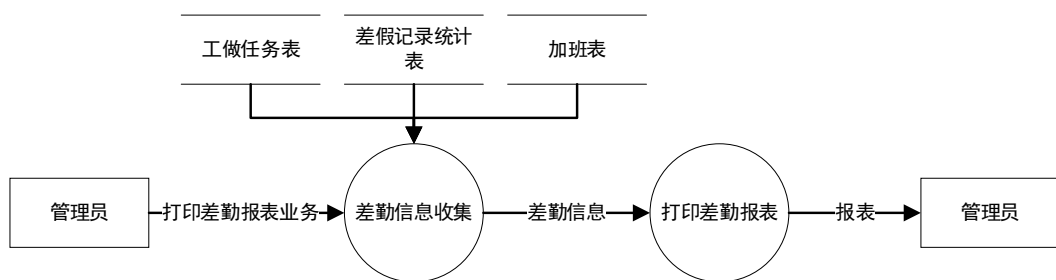 工做任务表
差假记录统计
表
加班表
管理员
打印差勤报表业务
差勤信息收集
差勤信息
打印差勤报表
报表
管理员